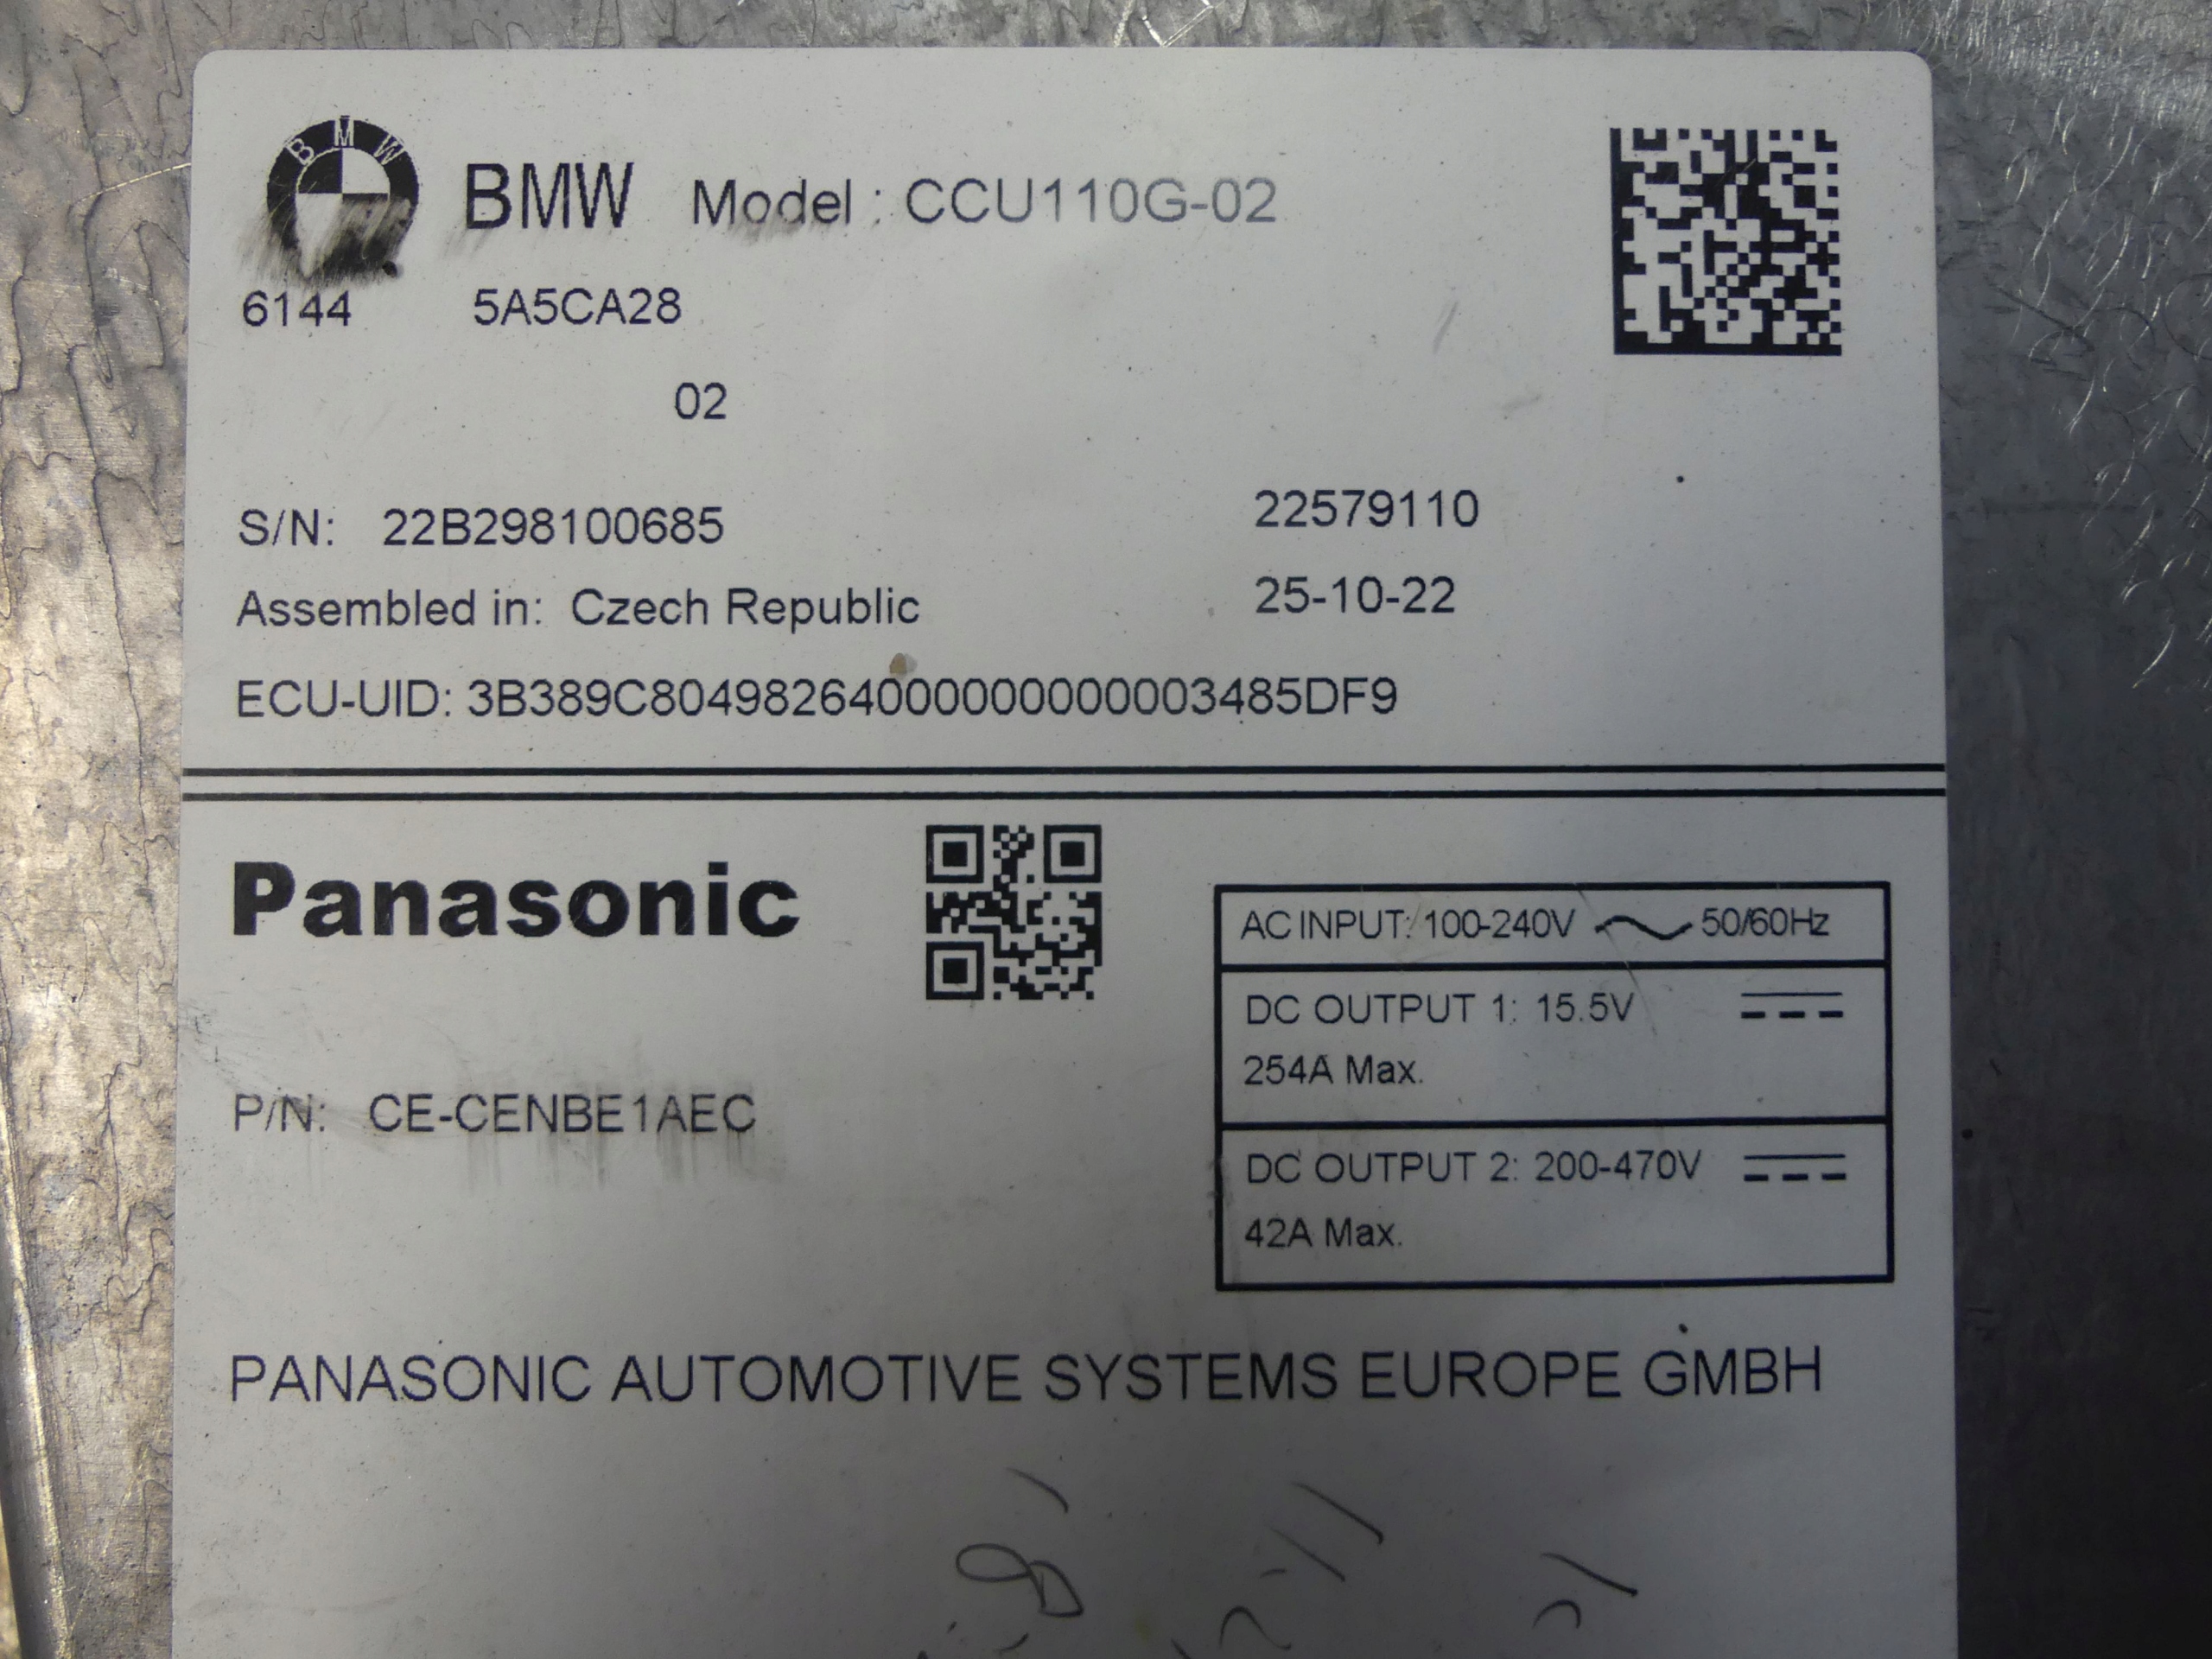 BMW
BMW Model : CCU110G-02
6144 5A5CA28
02
S/N: 22B298100685 22579110
Assembled in: Czech Republic 25-10-22
ECU-UID: 3B389C80498264000000000003485DF9
Panasonic
AC INPUT: 100-240V 50/60Hz
DC OUTPUT 1: 15.5V
254A Max.
P/N: CE-CENBE1AEC
DC OUTPUT 2: 200-470V
42A Max.
PANASONIC AUTOMOTIVE SYSTEMS EUROPE GMBH